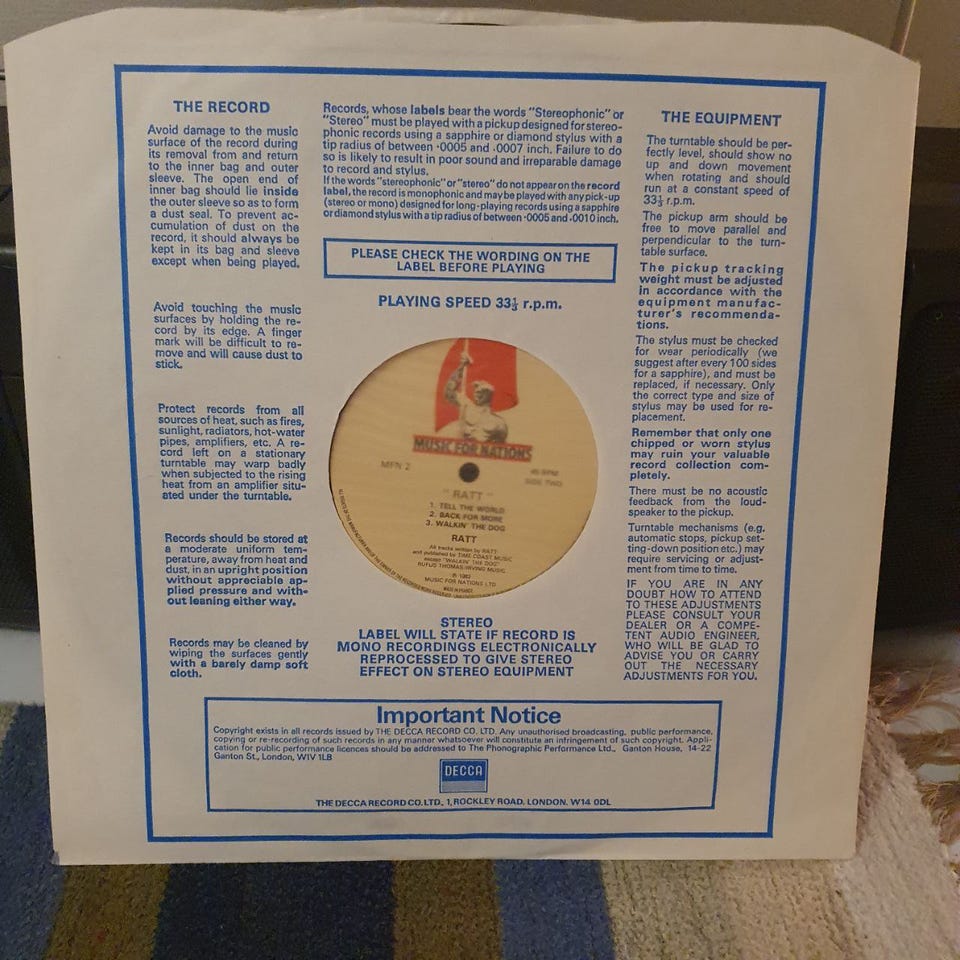 THE RECORD
Avoid damage to the music
surface of the record during
its removal from and return
to the inner bag and outer
sleeve. The open end of
inner bag should lie inside
the outer sleeve so as to form
a dust seal. To prevent ac-
cumulation of dust on the
record, it should always be
kept in its bag and sleeve
except when being played.
Avoid touching the music
surfaces by holding the re-
cord by its edge. A finger
mark will be difficult to re-
move and will cause dust to
stick.
Protect records from all
sources of heat, such as fires,
sunlight, radiators, hot-water
pipes, amplifiers, etc. A re-
cord left on a stationary
turntable may warp badly
when subjected to the rising
heat from an amplifier situ-
ated under the turntable.
Records should be stored at
a moderate uniform tem-
perature, away from heat and
dust, in an upright position
without appreciable ap-
plied pressure and with-
out leaning either way.
Records may be cleaned by
wiping the surfaces gently
with a barely damp soft
cloth.
Records, whose labels bear the words "Stereophonic" or
"Stereo" must be played with a pickup designed for stereo-
phonic records using a sapphire or diamond stylus with a
tip radius of between ·0005 and .0007 inch. Failure to do
so is likely to result in poor sound and irreparable damage
to record and stylus.
If the words "stereophonic" or "stereo" do not appear on the record
label, the record is monophonic and may be played with any pick-up
(stereo or mono) designed for long-playing records using a sapphire
or diamond stylus with a tip radius of between ·0005 and .0010 inch.
PLEASE CHECK THE WORDING ON THE
LABEL BEFORE PLAYING
PLAYING SPEED 33⅓ r.p.m.
MUSIC FOR NATIONS
MFN 2
45 RPM
SIDE TWO
"RATT"
1. TELL THE WORLD
2. BACK FOR MORE
3. WALKIN' THE DOG
RATT
All tracks written by RATT
and published by TIME COAST MUSIC
except "WALKIN' THE DOG"
RUFUS THOMAS/IRVING MUSIC
MUSIC FOR NATIONS LTD
MADE IN FRANCE
STEREO
LABEL WILL STATE IF RECORD IS
MONO RECORDINGS ELECTRONICALLY
REPROCESSED TO GIVE STEREO
EFFECT ON STEREO EQUIPMENT
THE EQUIPMENT
The turntable should be per-
fectly level, should show no
up and down movement
when rotating and should
run at a constant speed of
33⅓ r.p.m.
The pickup arm should be
free to move parallel and
perpendicular to the turn-
table surface.
The pickup tracking
weight must be adjusted
in accordance with the
equipment manufac-
turer's recommenda-
tions.
The stylus must be checked
for wear periodically (we
suggest after every 100 sides
for a sapphire), and must be
replaced, if necessary. Only
the correct type and size of
stylus may be used for re-
placement.
Remember that only one
chipped or worn stylus
may ruin your valuable
record collection com-
pletely.
There must be no acoustic
feedback from the loud-
speaker to the pickup.
Turntable mechanisms (e.g.
automatic stops, pickup set-
ting-down position etc.) may
require servicing or adjust-
ment from time to time.
IF YOU ARE IN ANY
DOUBT HOW TO ATTEND
TO THESE ADJUSTMENTS
PLEASE CONSULT YOUR
DEALER OR A COMPE-
TENT AUDIO ENGINEER,
WHO WILL BE GLAD TO
ADVISE YOU OR CARRY
OUT THE NECESSARY
ADJUSTMENTS FOR YOU.
Important Notice
Copyright exists in all records issued by THE DECCA RECORD CO. LTD. Any unauthorised broadcasting, public performance,
copying or re-recording of such records in any manner whatsoever will constitute an infringement of such copyright. Appli-
cation for public performance licences should be addressed to The Phonographic Performance Ltd., Ganton House, 14-22
Ganton St., London, WIV 1LB
DECCA
THE DECCA RECORD CO.LTD., 1, ROCKLEY ROAD, LONDON. W14 0DL